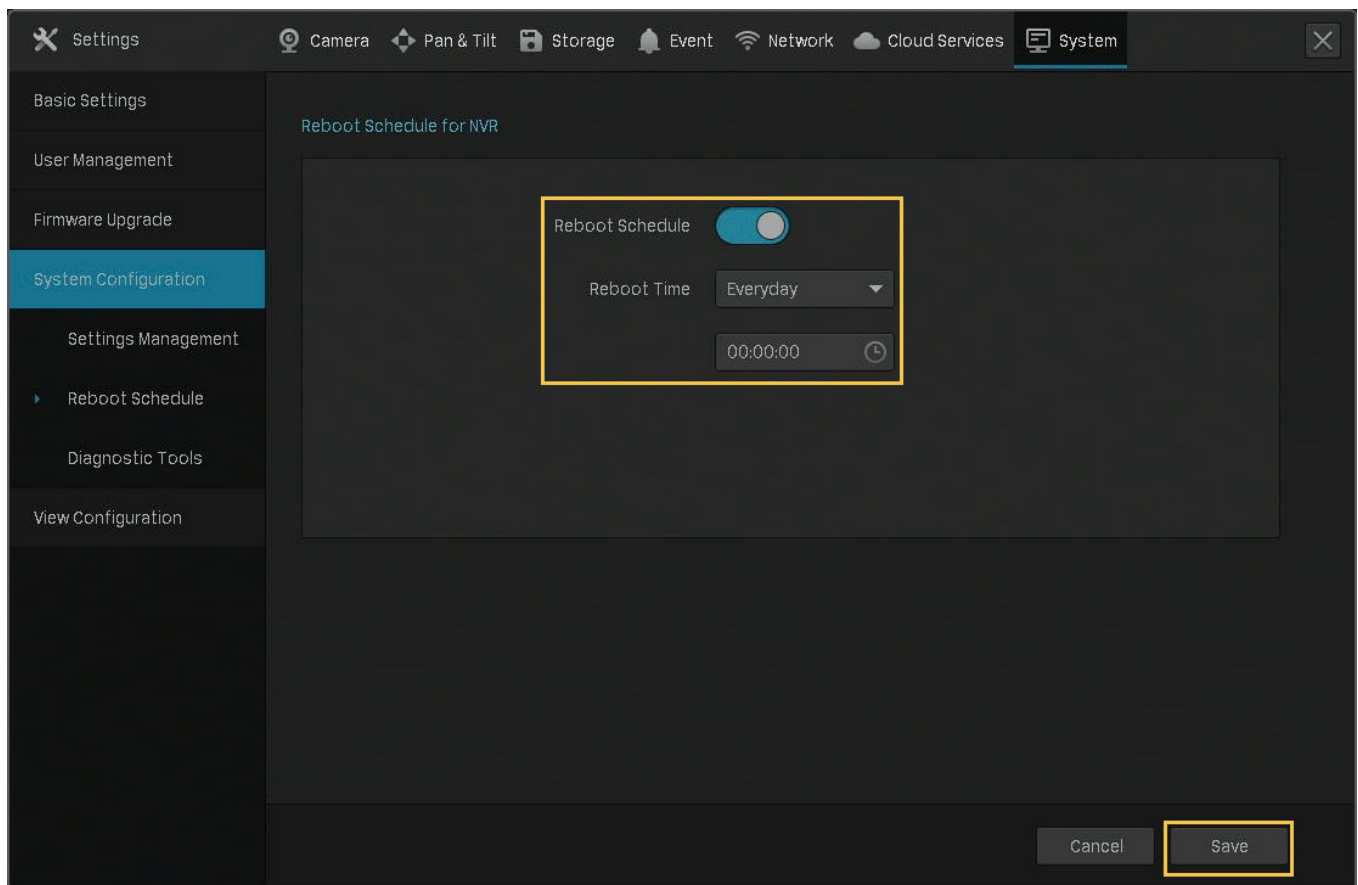 Settings
Camera
Pan & Tilt
Storage
Event
Network
Cloud Services
System
Basic Settings
User Management
Firmware Upgrade
System Configuration
Settings Management
Reboot Schedule
Diagnostic Tools
View Configuration
Reboot Schedule for NVR
Reboot Schedule
Reboot Time
Everyday
00:00:00
Cancel
Save